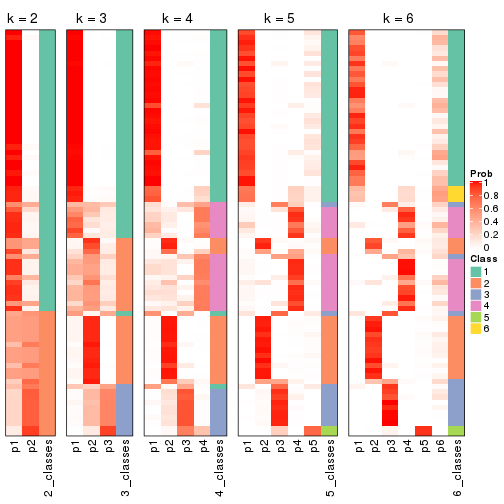 k = 2
k = 3
k = 4
k = 5
k = 6
p1
p2
2_classes
p1
p2
p3
3_classes
p1
p2
p3
p4
4_classes
p1
p2
p3
p4
p5
5_classes
p1
p2
p3
p4
p5
p6
6_classes
Prob
1
0.8
0.6
0.4
0.2
0
Class
1
2
3
4
5
6